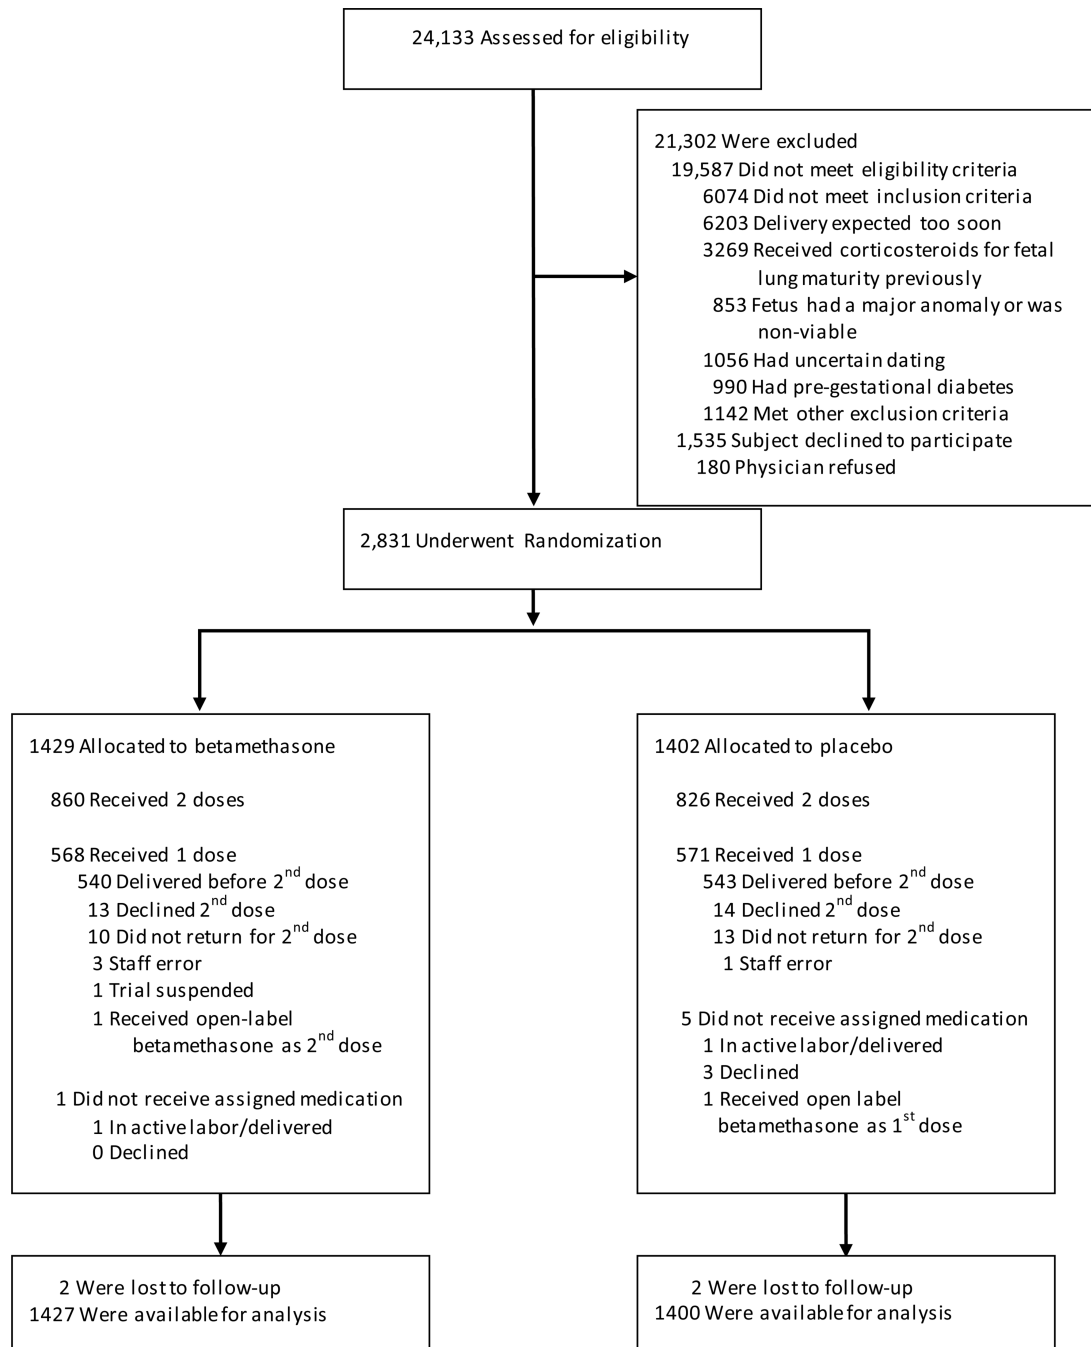 24,133 Assessed for eligibility
21,302 Were excluded
19,587 Did not meet eligibility criteria
6074 Did not meet inclusion criteria
6203 Delivery expected too soon
3269 Received corticosteroids for fetal
lung maturity previously
853 Fetus had a major anomaly or was
non-viable
1056 Had uncertain dating
990 Had pre-gestational diabetes
1142 Met other exclusion criteria
1,535 Subject declined to participate
180 Physician refused
2,831 Underwent Randomization
1429 Allocated to betamethasone
860 Received 2 doses
568 Received 1 dose
540 Delivered before 2nd dose
13 Declined 2nd dose
10 Did not return for 2nd dose
3 Staff error
1 Trial suspended
1 Received open-label
betamethasone as 2nd dose
1 Did not receive assigned medication
1 In active labor/delivered
0 Declined
1402 Allocated to placebo
826 Received 2 doses
571 Received 1 dose
543 Delivered before 2nd dose
14 Declined 2nd dose
13 Did not return for 2nd dose
1 Staff error
5 Did not receive assigned medication
1 In active labor/delivered
3 Declined
1 Received open label
betamethasone as 1st dose
2 Were lost to follow-up
1427 Were available for analysis
2 Were lost to follow-up
1400 Were available for analysis